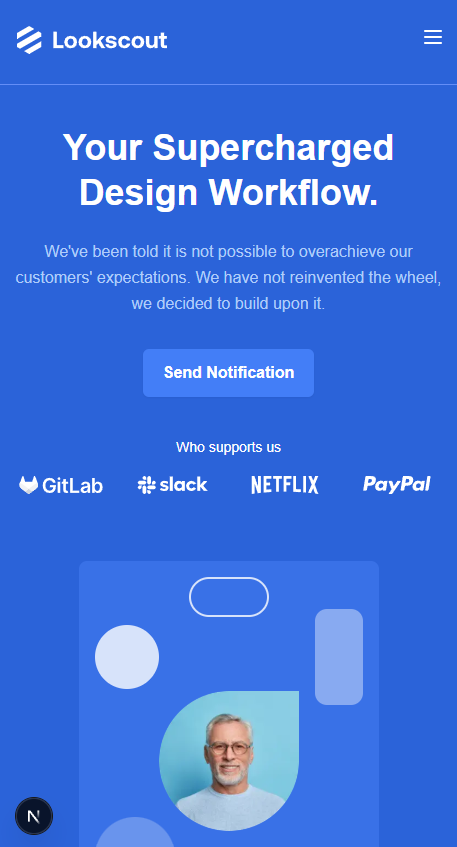 Lookscout
Your Supercharged
Design Workflow.
We've been told it is not possible to overachieve our
customers' expectations. We have not reinvented the wheel,
we decided to build upon it.
Send Notification
Who supports us
GitLab slack NETFLIX PayPal
N